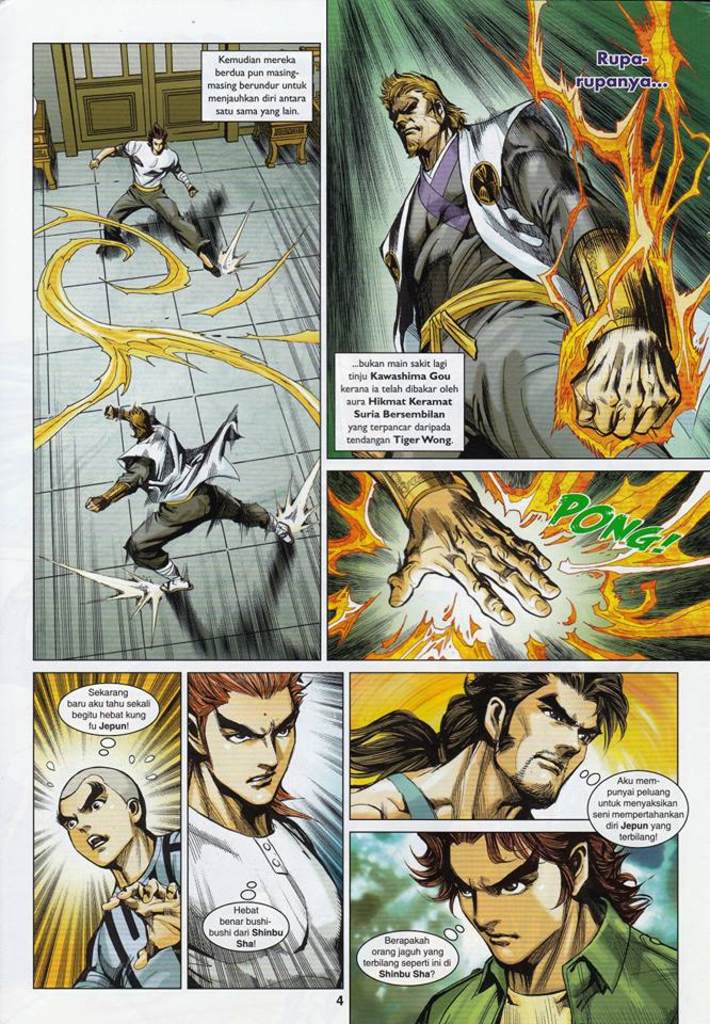 Kemudian mereka
berdua pun masing-
masing berundur untuk
menjauhkan diri antara
satu sama yang lain.
Rupa-
rupanya...
...bukan main sakit lagi
tinju Kawashima Gou
kerana ia telah dibakar oleh
aura Hikmat Keramat
Suria Bersembilan
yang terpancar daripada
tendangan Tiger Wong.
PONG!
Sekarang
baru aku tahu sekali
begitu hebat kung
fu Jepun!
Hebat
benar bushi-
bushi dari Shinbu
Sha!
Aku mem-
punyai peluang
untuk menyaksikan
seni mempertahankan
diri Jepun yang
terbilang!
Berapakah
orang jaguh yang
terbilang seperti ini di
Shinbu Sha?
4